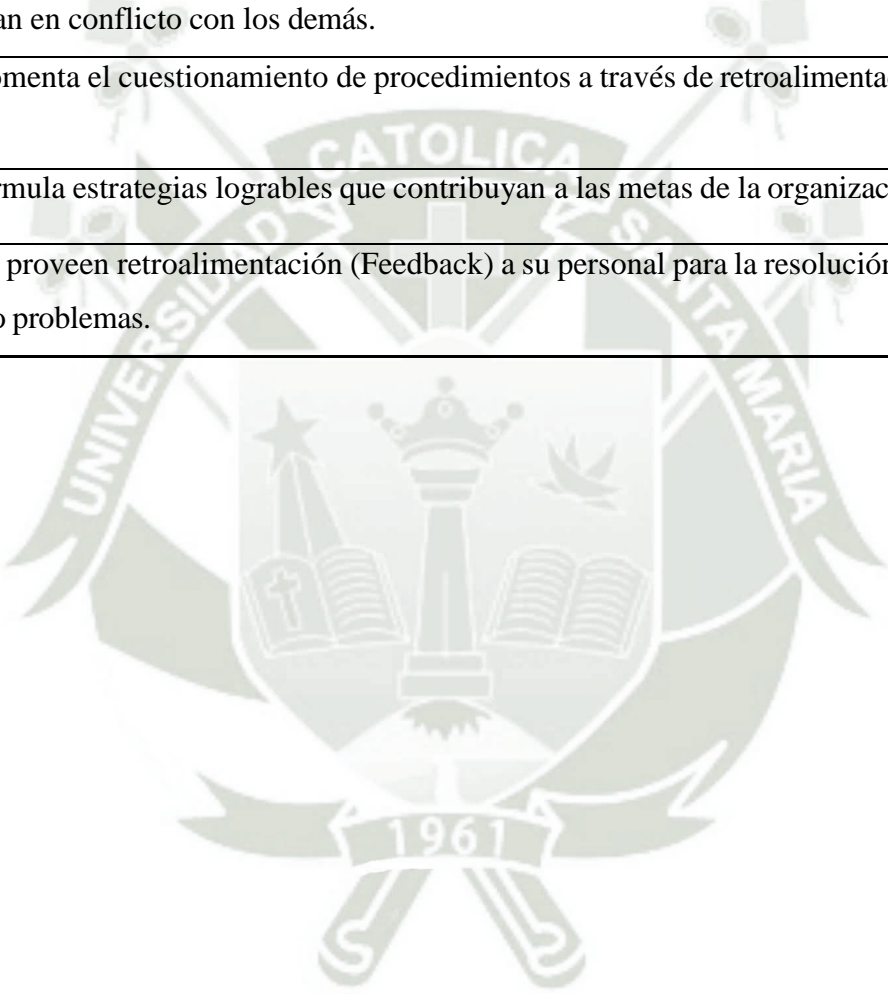 an en conflicto con los demás.
omenta el cuestionamiento de procedimientos a través de retroalimenta
rmula estrategias logrables que contribuyan a las metas de la organizac
proveen retroalimentación (Feedback) a su personal para la resolución
o problemas.
UNIVERSIDAD CATOLICA SANTA MARIA
1961